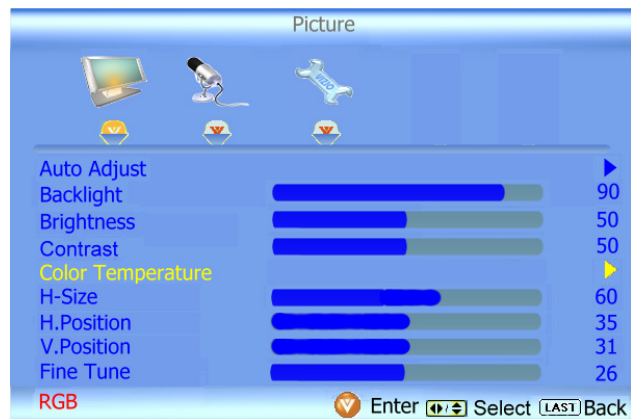 Picture
VIZIO
Auto Adjust
Backlight 90
Brightness 50
Contrast 50
Color Temperature
H-Size 60
H.Position 35
V.Position 31
Fine Tune 26
RGB V Enter Select LAST Back